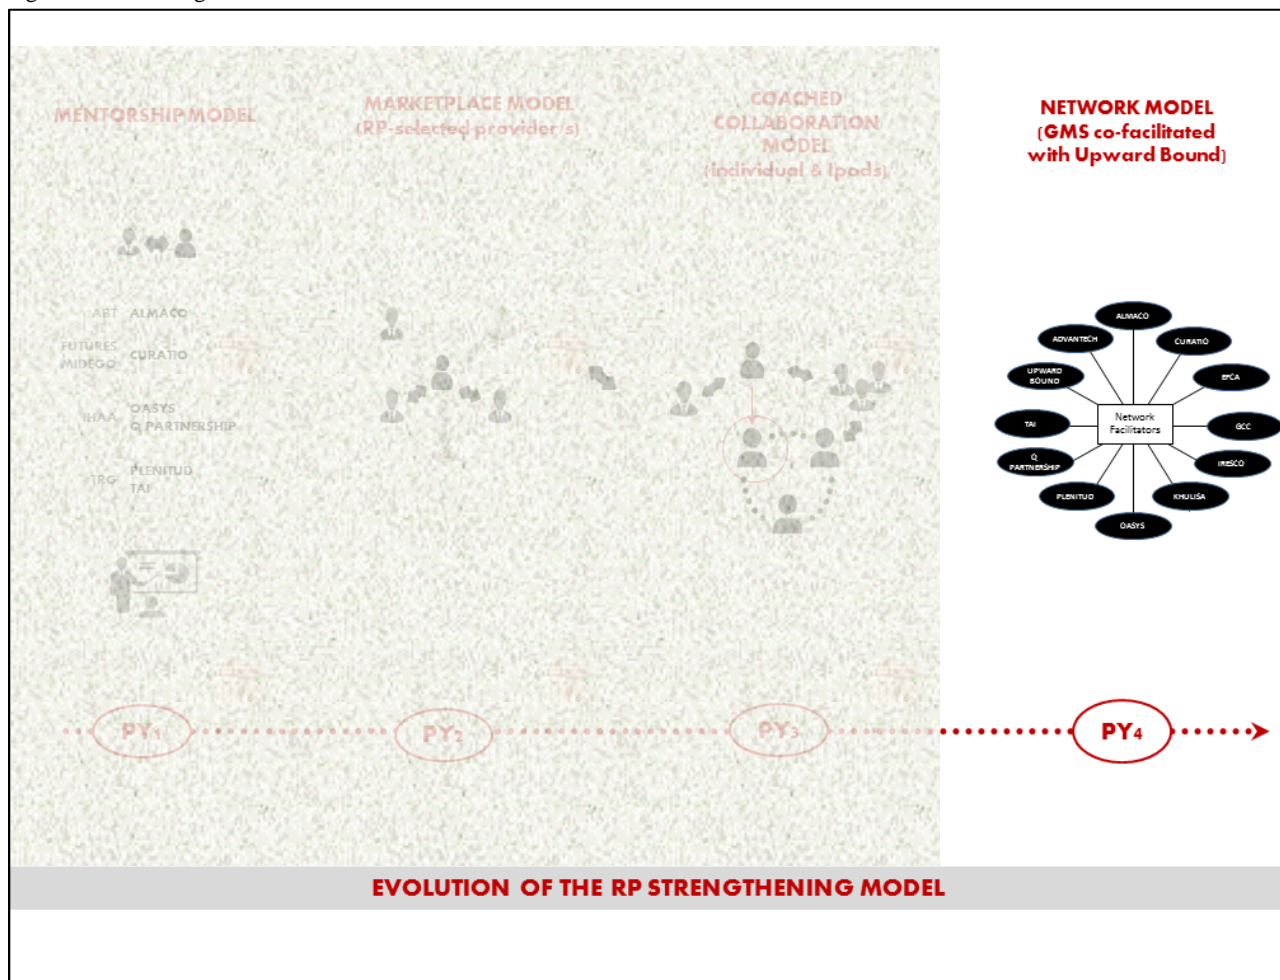 MENTORSHIP MODEL
MARKETPLACE MODEL
(RP-selected provider/s)
COACHED
COLLABORATION
MODEL
(individual & Ipods)
NETWORK MODEL
(GMS co-facilitated
with Upward Bound)
ABT ALMACO
FUTURES
MIDEGO
CURATIO
IHAA
OASYS
Q PARTNERSHIP
TRG
PLENITUD
TAI
ALMACO
ADVANTECH
CURATIO
UPWARD
BOUND
EFCA
TAI
Network
Facilitators
GCC
Q
PARTNERSHIP
IRESCO
PLENITUD
KHULISA
OASYS
PY1
PY2
PY3
PY4
EVOLUTION OF THE RP STRENGTHENING MODEL